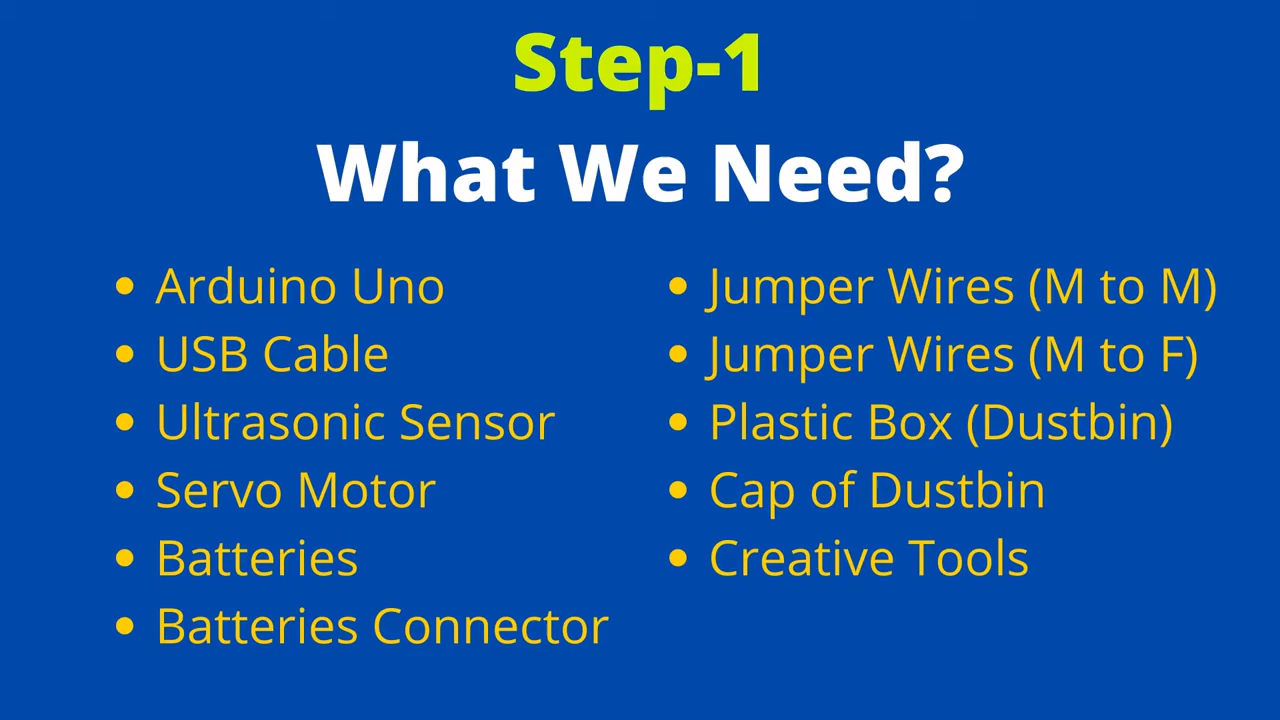 Step-1
What We Need?
Arduino Uno
USB Cable
Ultrasonic Sensor
Servo Motor
Batteries
Batteries Connector
Jumper Wires (M to M)
Jumper Wires (M to F)
Plastic Box (Dustbin)
Cap of Dustbin
Creative Tools